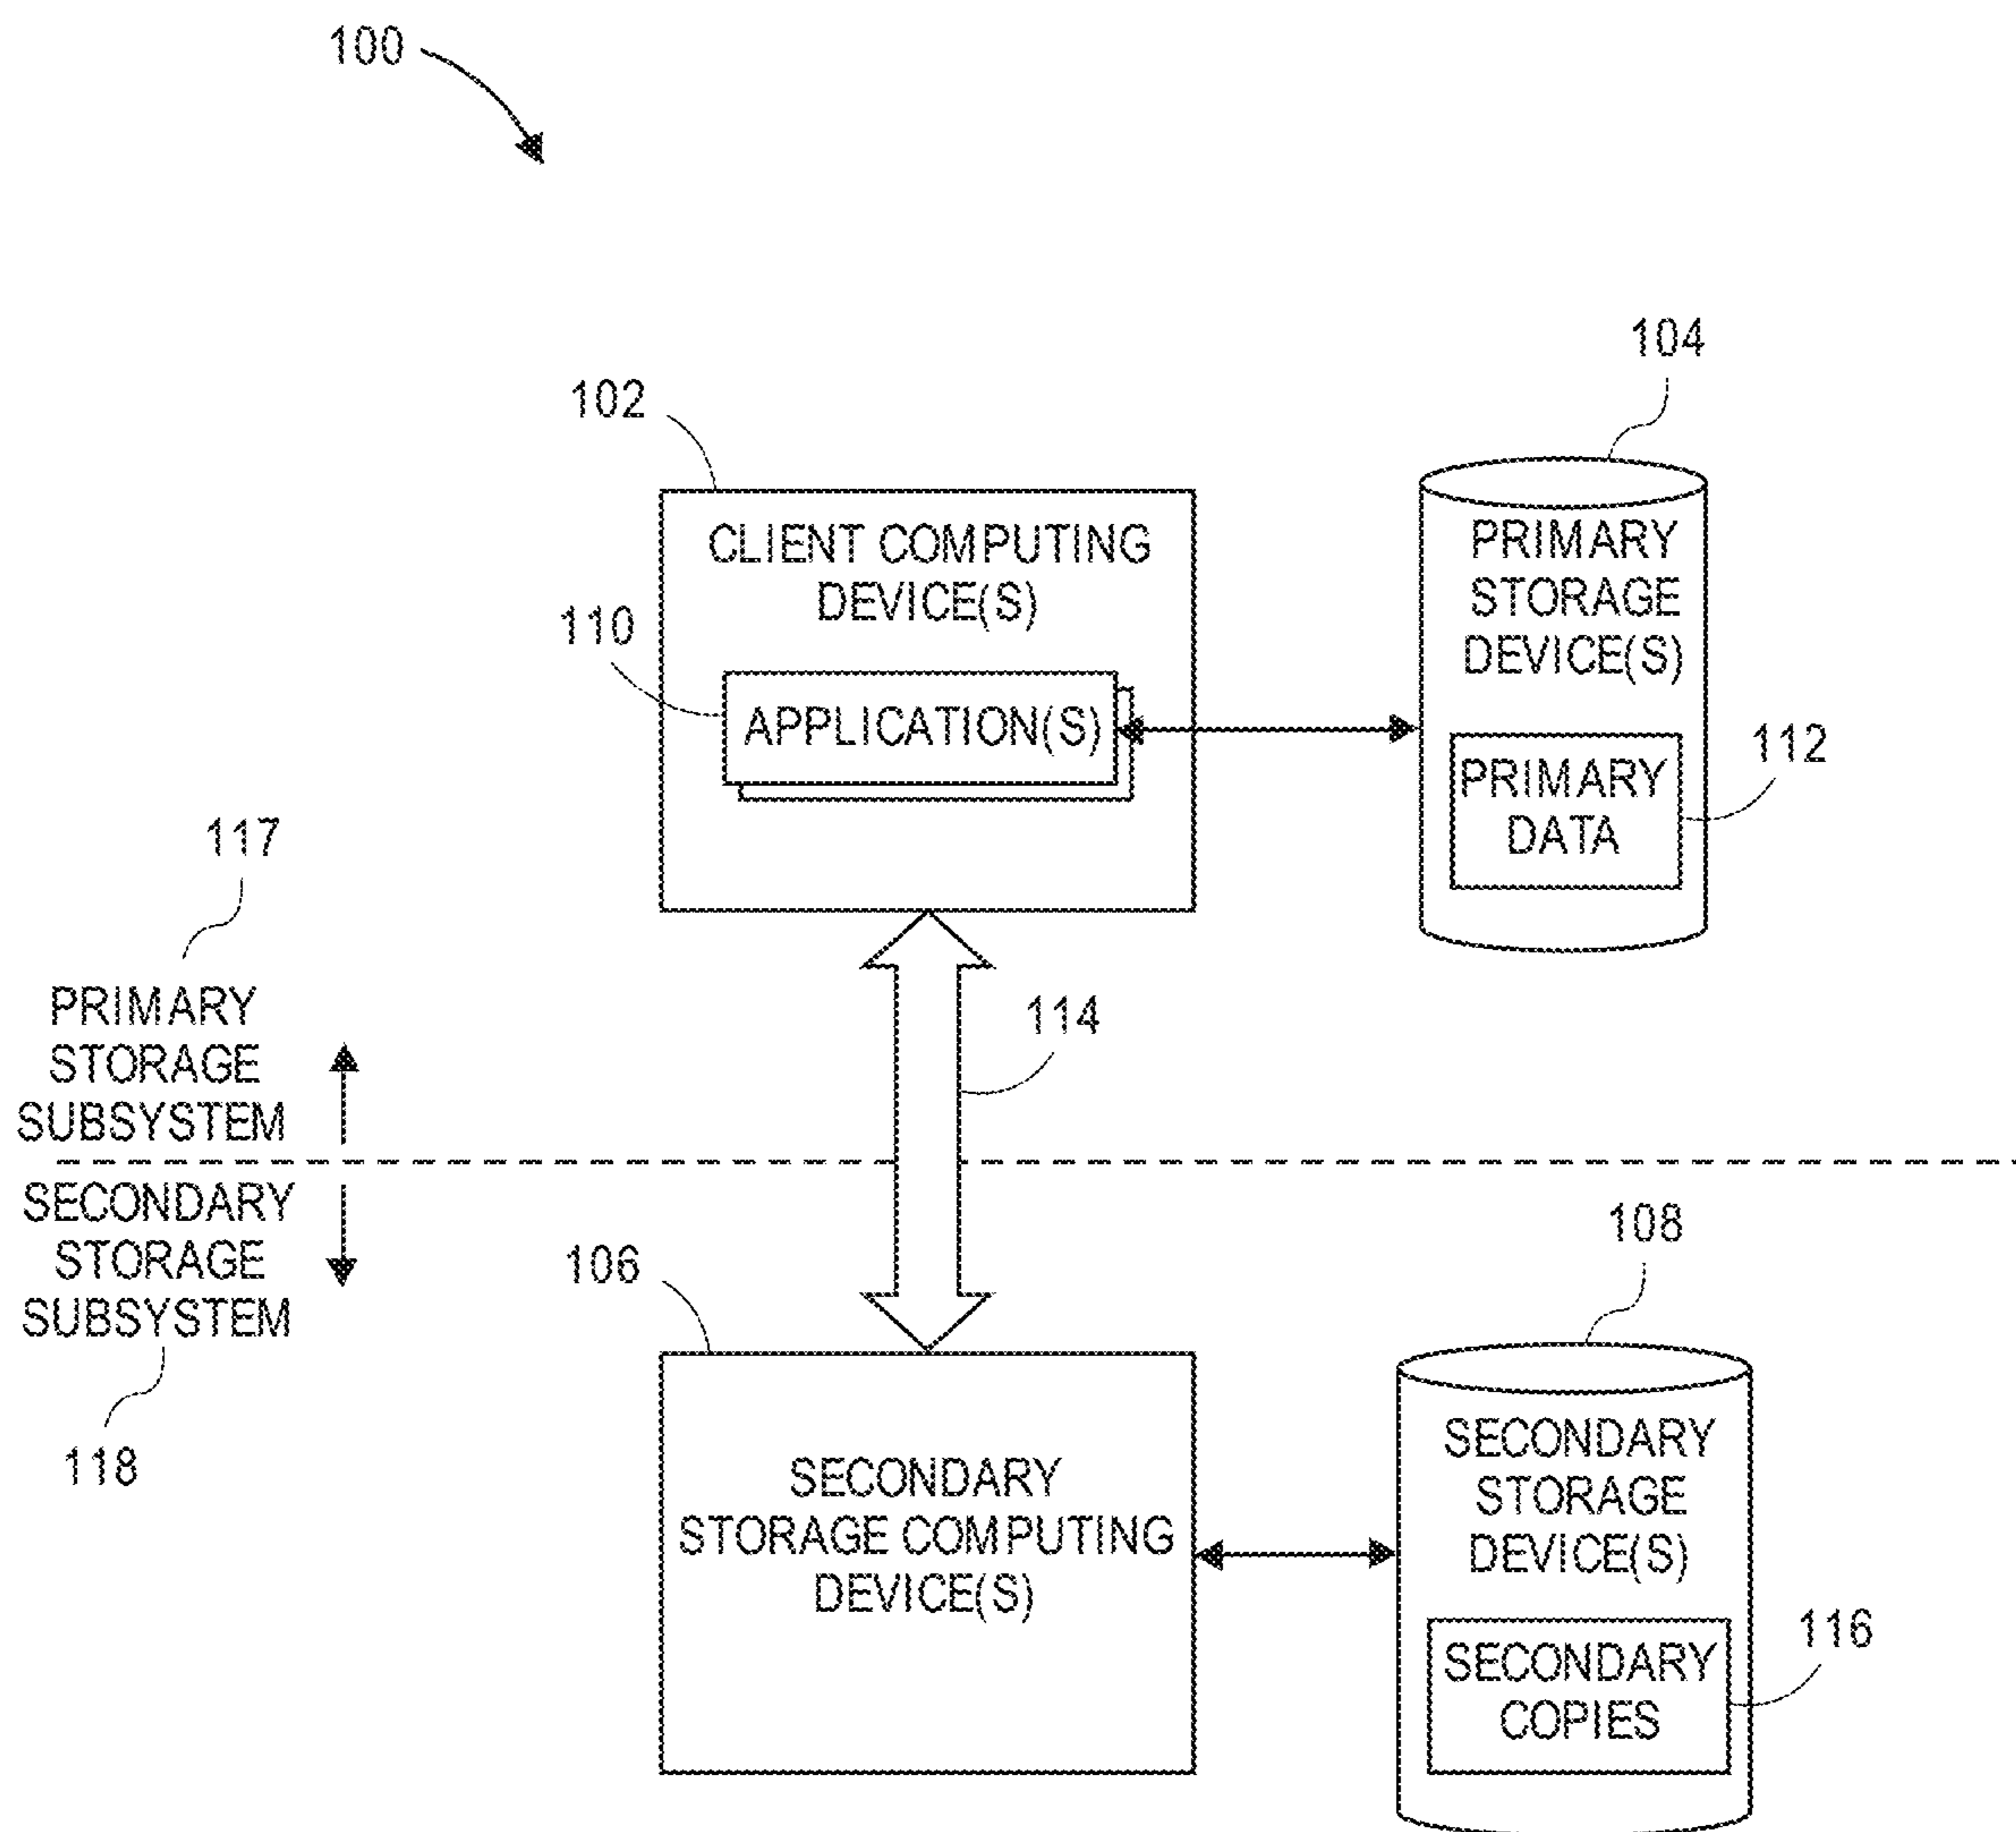 100
104
102
CLIENT COMPUTING
DEVICE(S)
110
APPLICATION(S)
PRIMARY
STORAGE
DEVICE(S)
112
PRIMARY
DATA
117
PRIMARY
STORAGE
SUBSYSTEM
114
SECONDARY
STORAGE
SUBSYSTEM
118
106
108
SECONDARY
STORAGE COMPUTING
DEVICE(S)
SECONDARY
STORAGE
DEVICE(S)
116
SECONDARY
COPIES